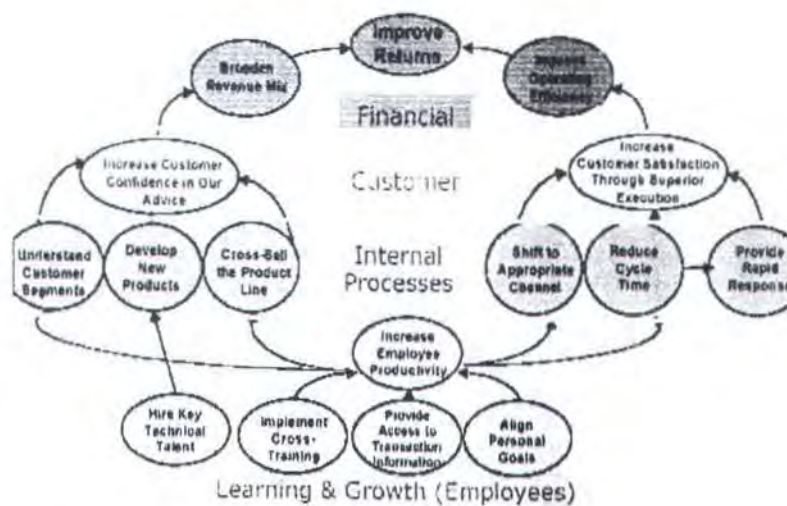 Improve
Returns
Broaden
Revenue Mix
Improve
Operating
Efficiency
Financial
Increase Customer
Confidence in Our
Advice
Customer
Increase
Customer Satisfaction
Through Superior
Execution
Understand
Customer
Segments
Develop
New
Products
Cross-Sell
the Product
Line
Internal
Processes
Shift to
Appropriate
Channel
Reduce
Cycle
Time
Provide
Rapid
Response
Increase
Employee
Productivity
Hire Key
Technical
Talent
Implement
Cross-
Training
Provide
Access to
Transaction
Information
Align
Personal
Goals
Learning & Growth (Employees)